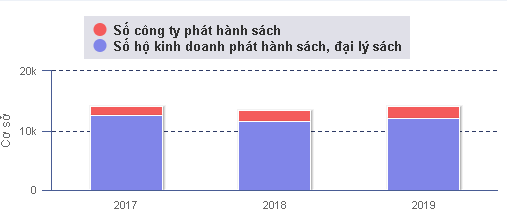 Số công ty phát hành sách
Số hộ kinh doanh phát hành sách, đại lý sách
20k
10k
0
Cơ sở
2017
2018
2019